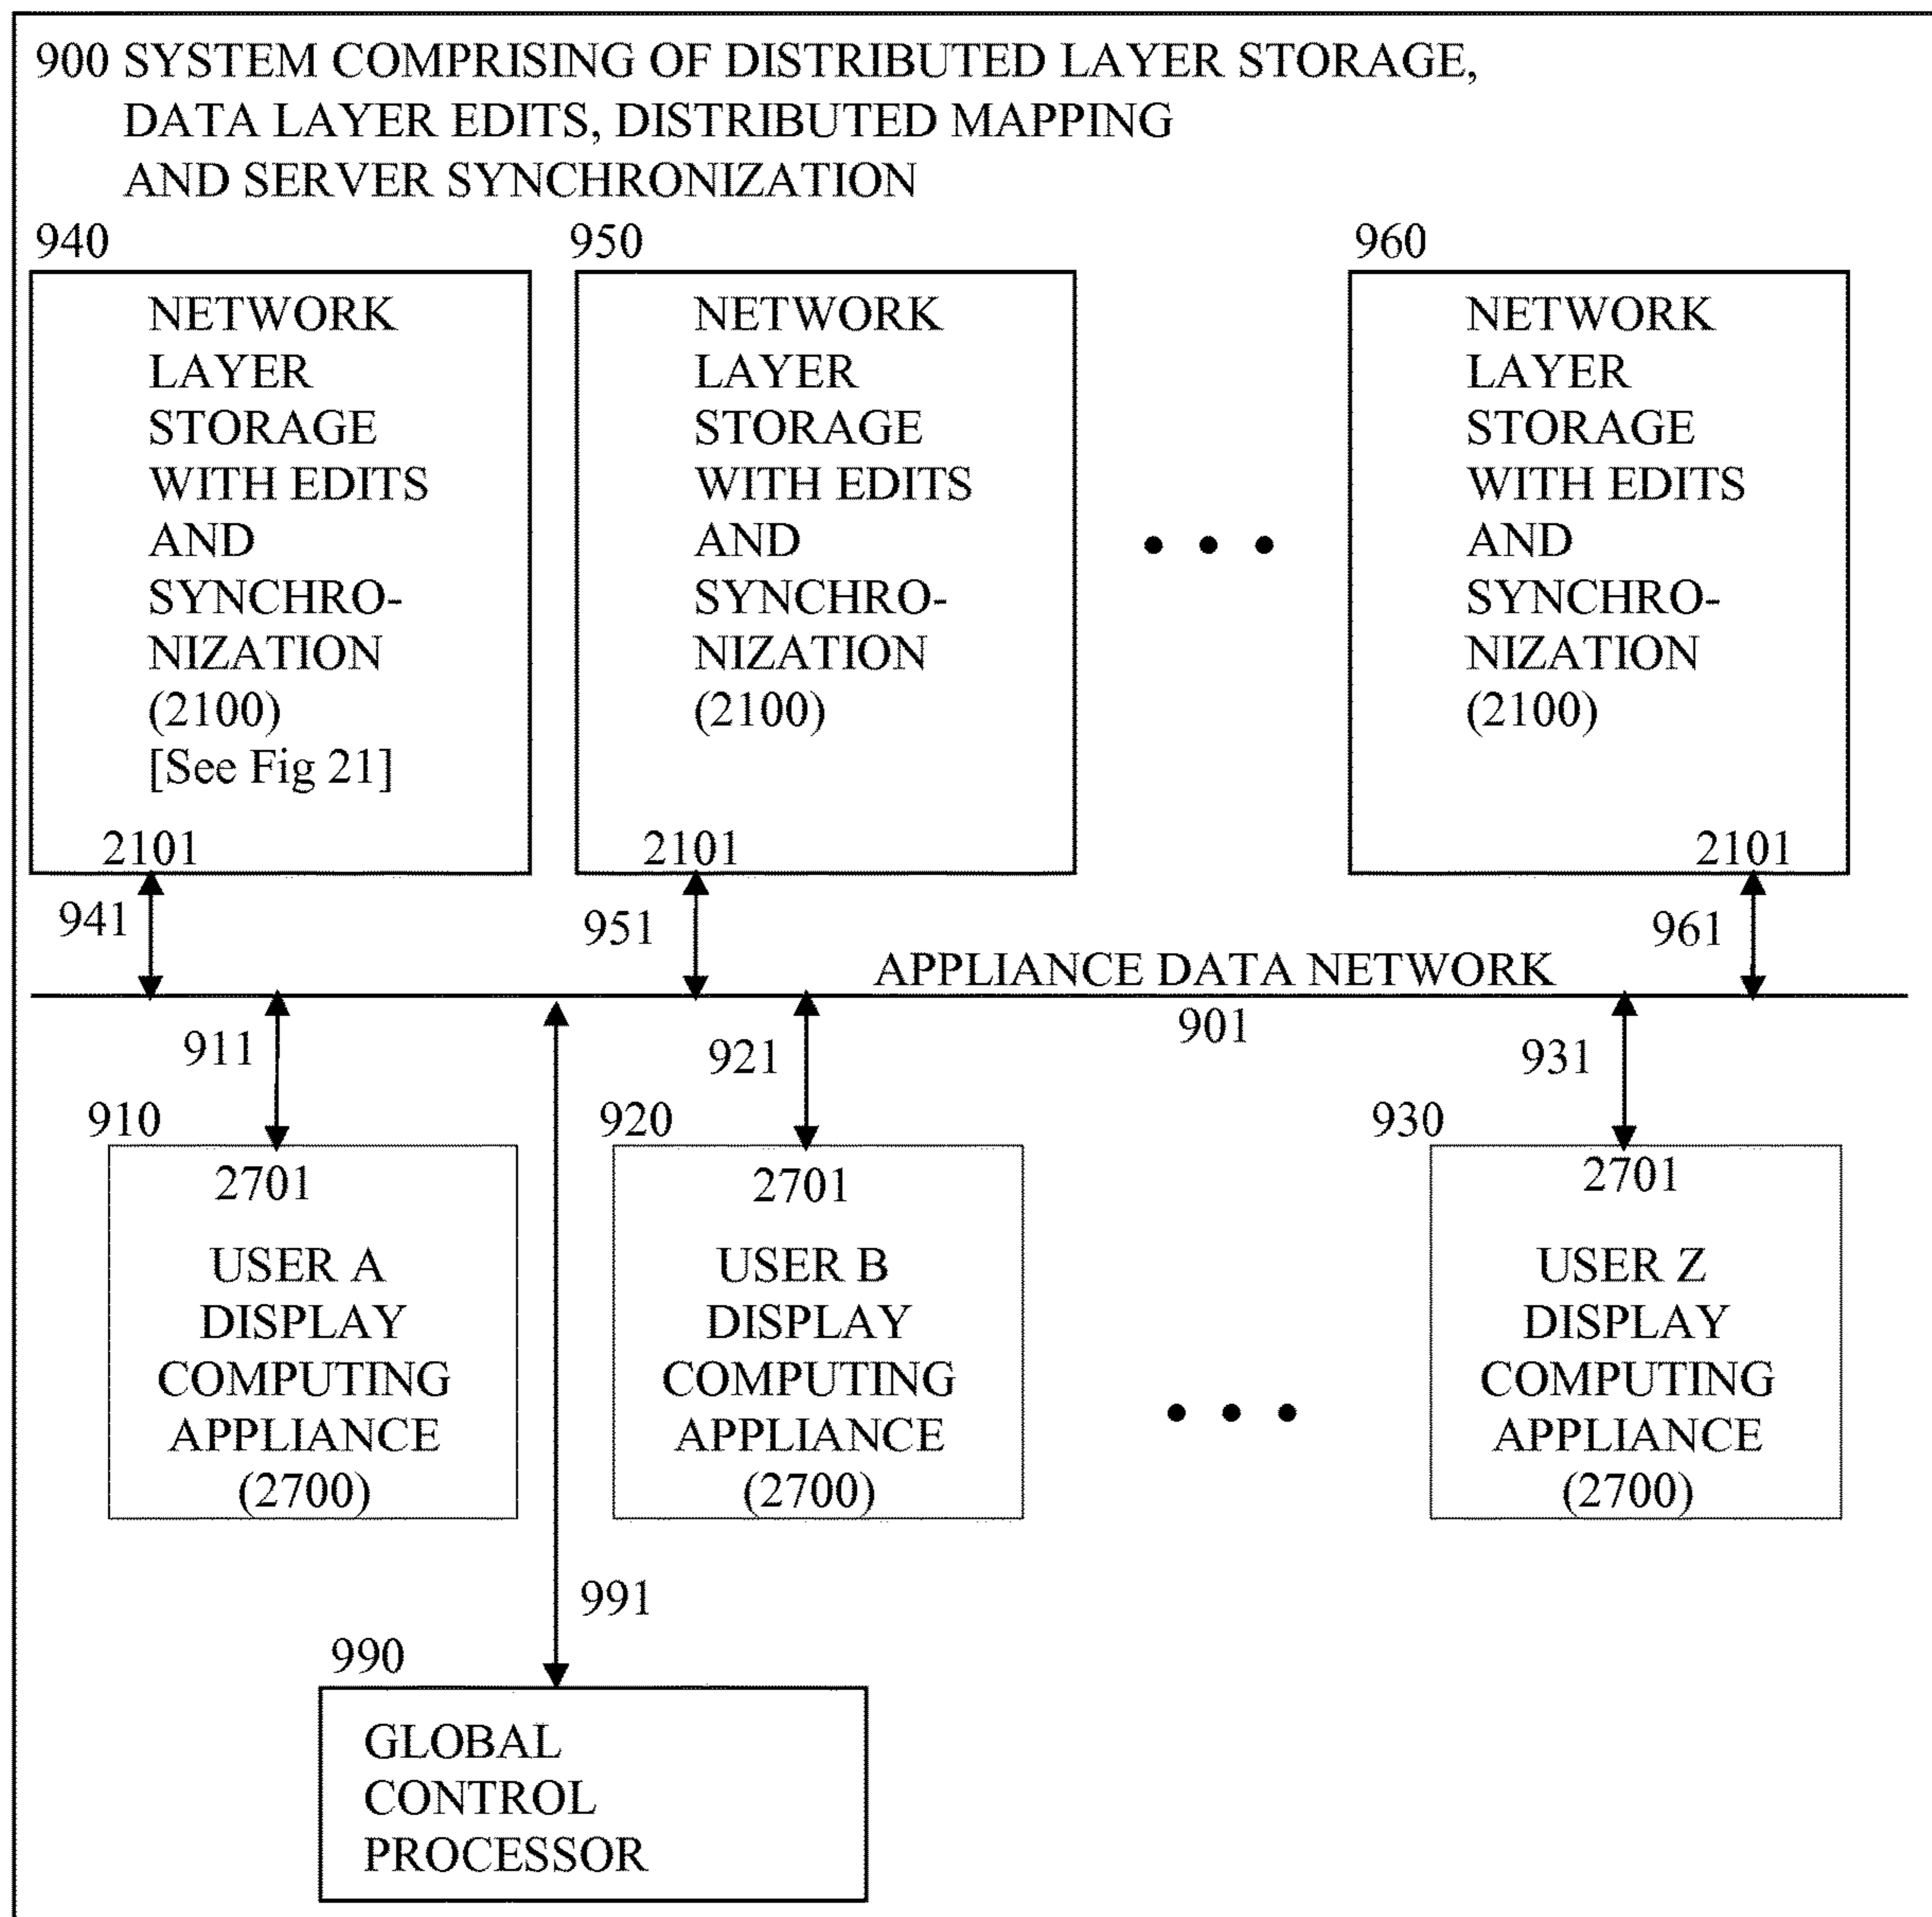 900 SYSTEM COMPRISING OF DISTRIBUTED LAYER STORAGE,
DATA LAYER EDITS, DISTRIBUTED MAPPING
AND SERVER SYNCHRONIZATION
940
NETWORK
LAYER
STORAGE
WITH EDITS
AND
SYNCHRO-
NIZATION
(2100)
[See Fig 21]
2101
950
NETWORK
LAYER
STORAGE
WITH EDITS
AND
SYNCHRO-
NIZATION
(2100)
2101
960
NETWORK
LAYER
STORAGE
WITH EDITS
AND
SYNCHRO-
NIZATION
(2100)
2101
941
951
961
APPLIANCE DATA NETWORK
901
911
921
931
910
2701
USER A
DISPLAY
COMPUTING
APPLIANCE
(2700)
920
2701
USER B
DISPLAY
COMPUTING
APPLIANCE
(2700)
930
2701
USER Z
DISPLAY
COMPUTING
APPLIANCE
(2700)
991
990
GLOBAL
CONTROL
PROCESSOR